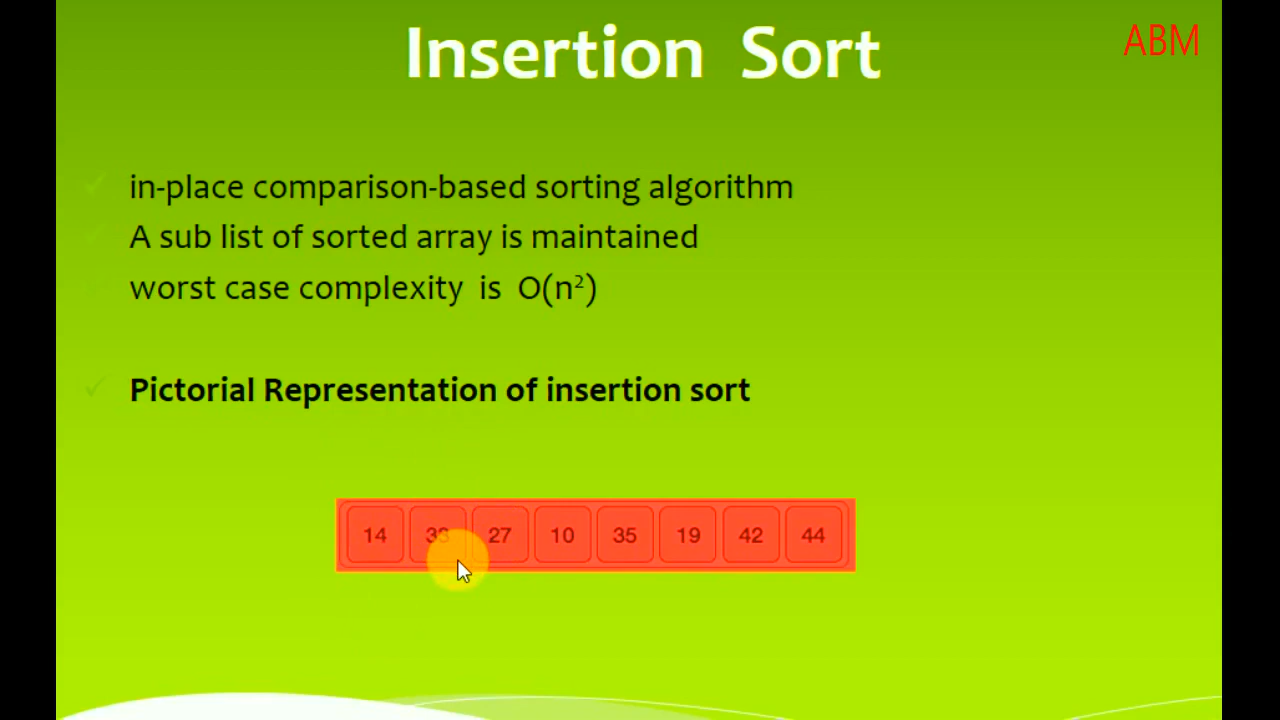 Insertion Sort
ABM
in-place comparison-based sorting algorithm
A sub list of sorted array is maintained
worst case complexity is O(n²)
Pictorial Representation of insertion sort
14 33 27 10 35 19 42 44